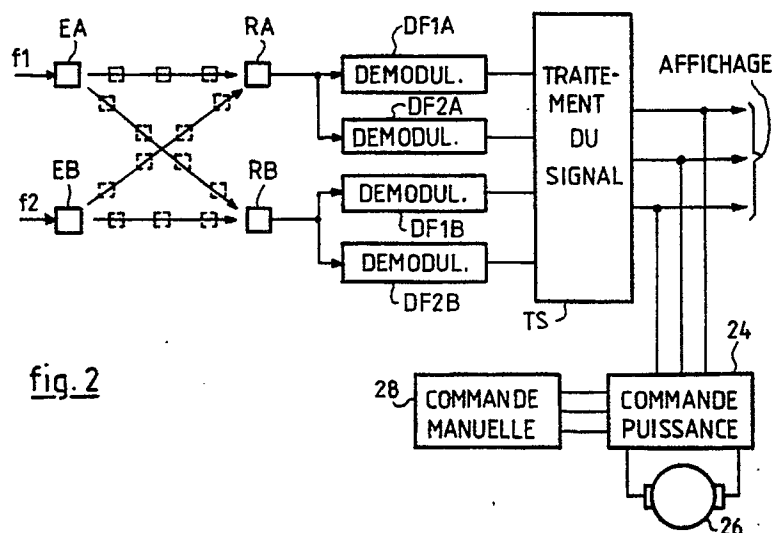 DF1A
EA
RA
f1
DEMODUL.
TRAITE-
MENT
DU
SIGNAL
AFFICHAGE
DF2A
DEMODUL.
EB
RB
f2
DEMODUL.
DF1B
DEMODUL.
DF2B
TS
24
fig. 2
28
COMMANDE
MANUELLE
COMMANDE
PUISSANCE
26